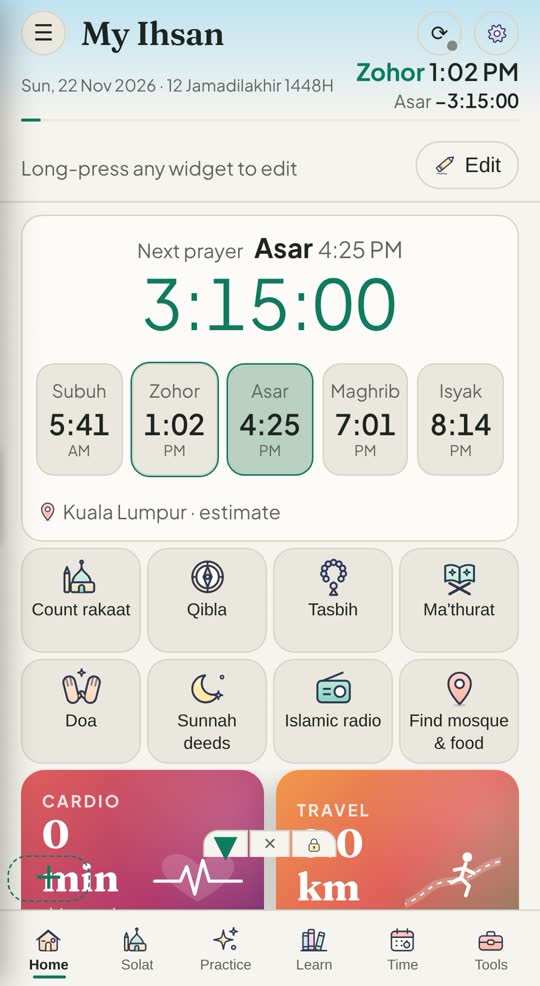 My Ihsan
Sun, 22 Nov 2026 · 12 Jamadilakhir 1448H
Zohor 1:02 PM
Asar −3:15:00
Long-press any widget to edit
Edit
Next prayer Asar 4:25 PM
3:15:00
Subuh
5:41
AM
Zohor
1:02
PM
Asar
4:25
PM
Maghrib
7:01
PM
Isyak
8:14
PM
Kuala Lumpur · estimate
Count rakaat
Qibla
Tasbih
Ma'thurat
Doa
Sunnah
deeds
Islamic radio
Find mosque
& food
CARDIO
0
min
TRAVEL
km
Home
Solat
Practice
Learn
Time
Tools